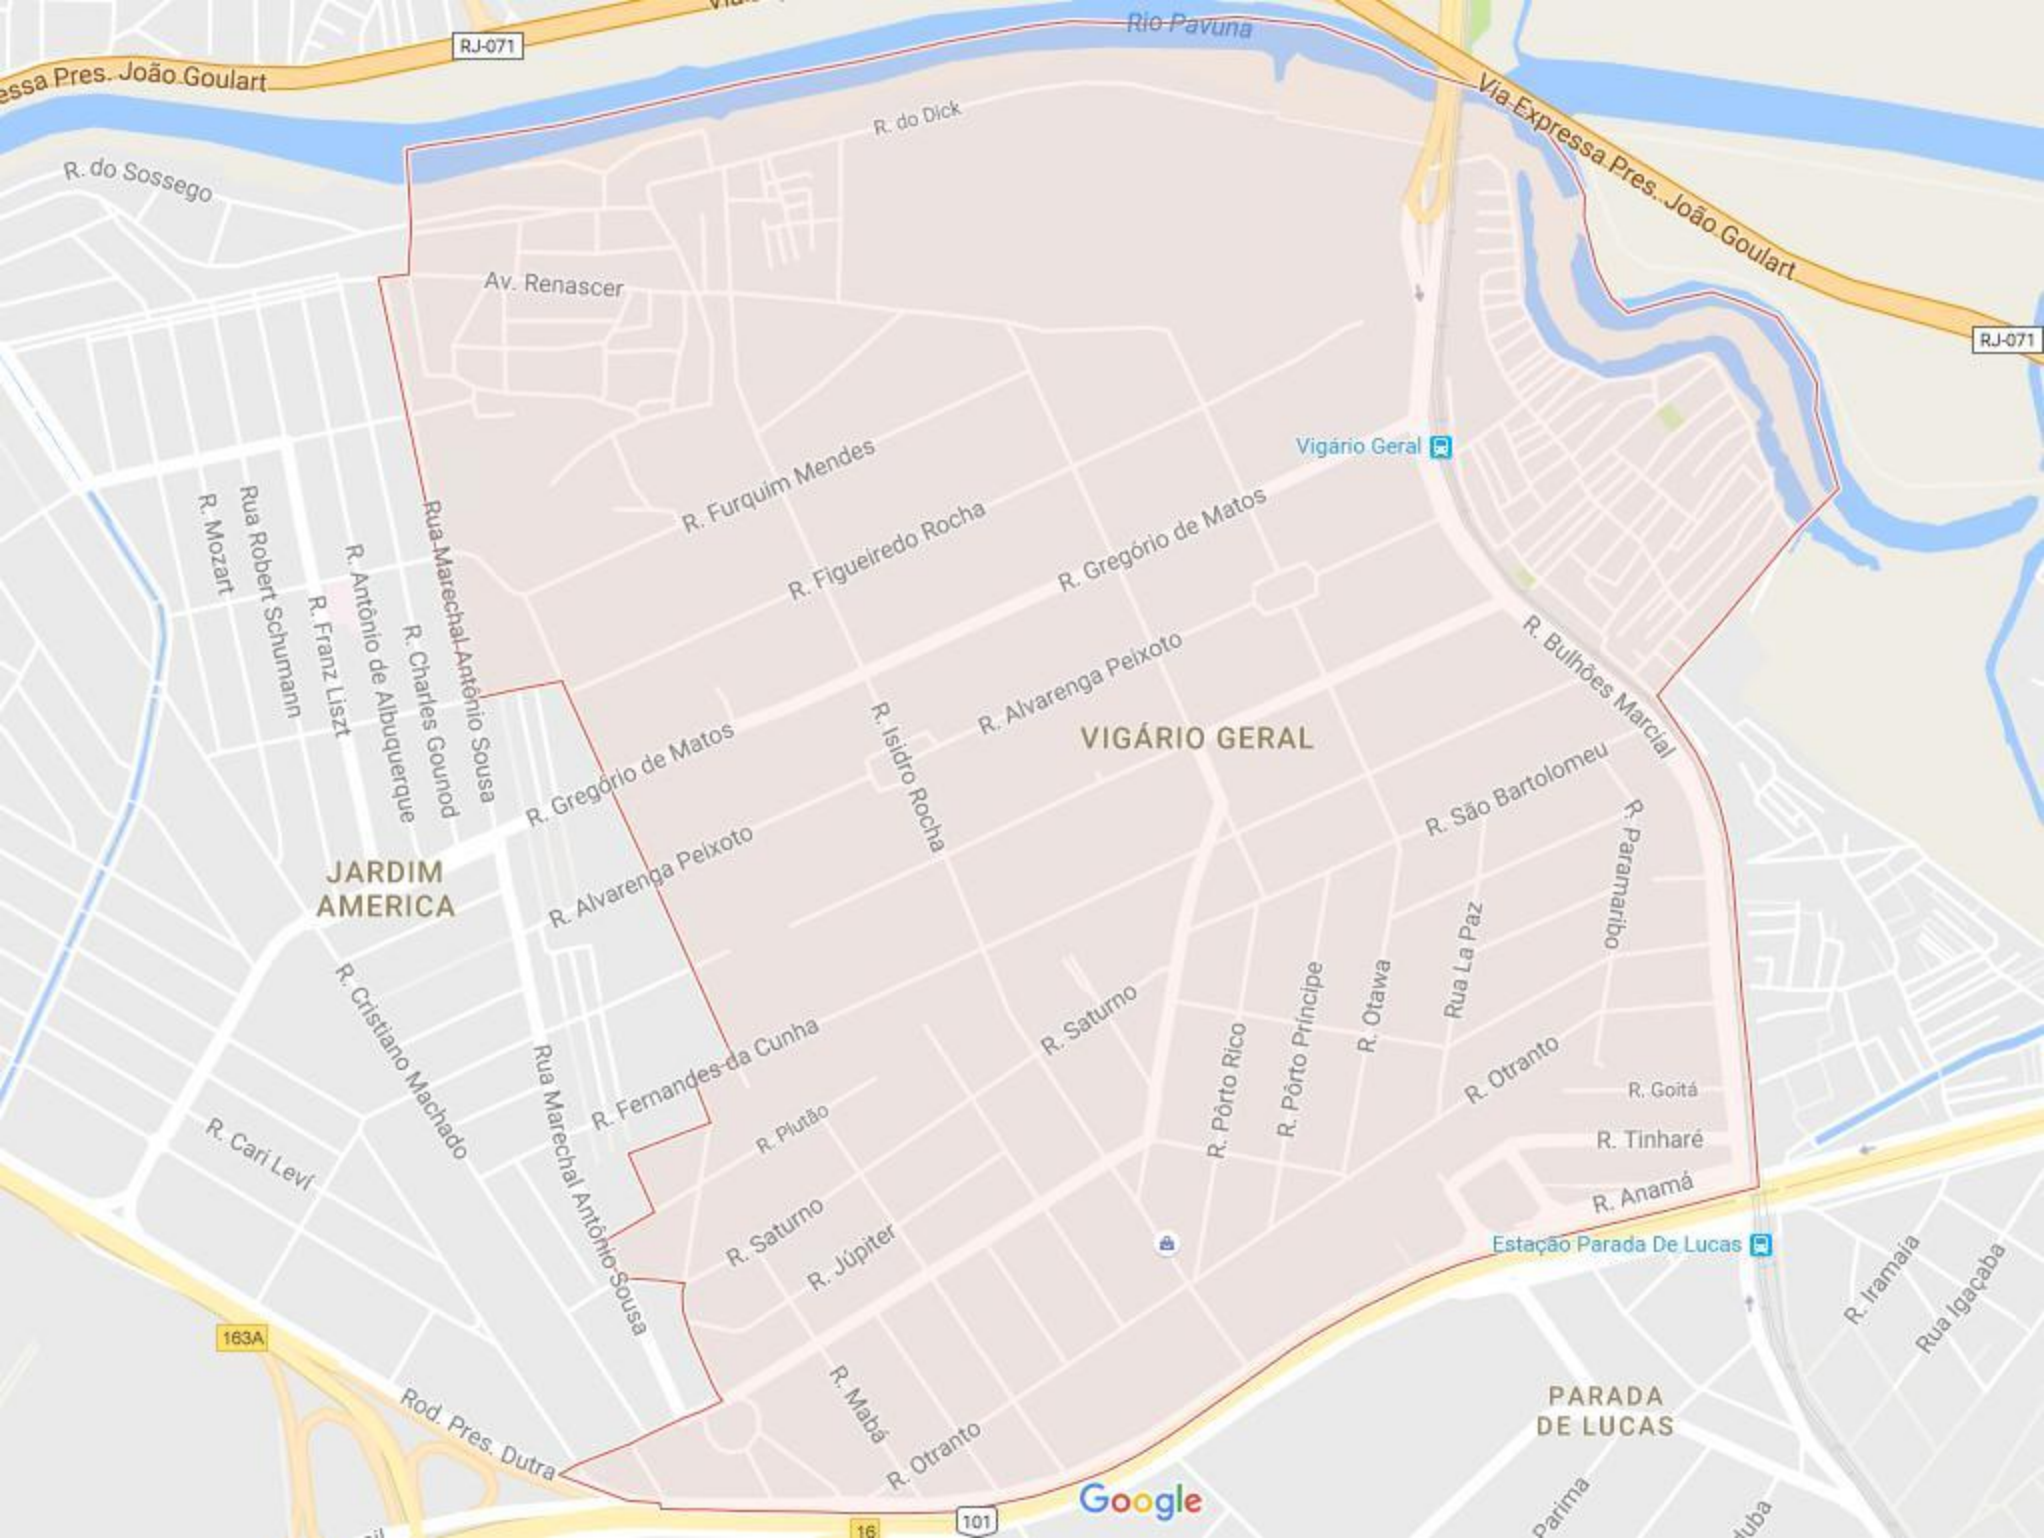 RJ-071
essa Pres. João Goulart
Rio Pavuna
Via Expressa Pres. João Goulart
RJ-071
R. do Dick
R. do Sossego
Av. Renascer
Vigário Geral
R. Furquim Mendes
R. Figueiredo Rocha
R. Gregório de Matos
R. Mozart
Rua Robert Schumann
R. Franz Liszt
R. Antônio de Albuquerque
R. Charles Gounod
Rua Marechal Antônio Sousa
R. Alvarenga Peixoto
R. Bulhões Marcial
VIGÁRIO GERAL
R. Isidro Rocha
R. Gregório de Matos
R. São Bartolomeu
R. Paramaribo
JARDIM
AMERICA
R. Alvarenga Peixoto
Rua La Paz
R. Otawa
R. Pôrto Príncipe
R. Pôrto Rico
R. Saturno
R. Cristiano Machado
R. Fernandes da Cunha
Rua Marechal Antônio Sousa
R. Otranto
R. Goitá
R. Tinharé
R. Anamá
R. Plutão
R. Cari Leví
R. Saturno
R. Júpiter
Estação Parada De Lucas
R. Iramaia
Rua Igaçaba
163A
R. Mabá
Rod. Pres. Dutra
R. Otranto
PARADA
DE LUCAS
Google
101
16
Parima